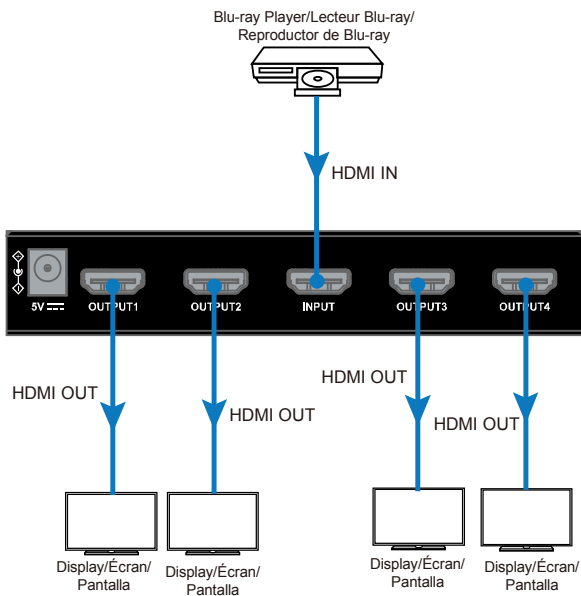 Blu-ray Player/Lecteur Blu-ray/
Reproductor de Blu-ray
HDMI IN
5V
OUTPUT1
OUTPUT2
INPUT
OUTPUT3
OUTPUT4
HDMI OUT
HDMI OUT
HDMI OUT
HDMI OUT
Display/Écran/
Pantalla
Display/Écran/
Pantalla
Display/Écran/
Pantalla
Display/Écran/
Pantalla